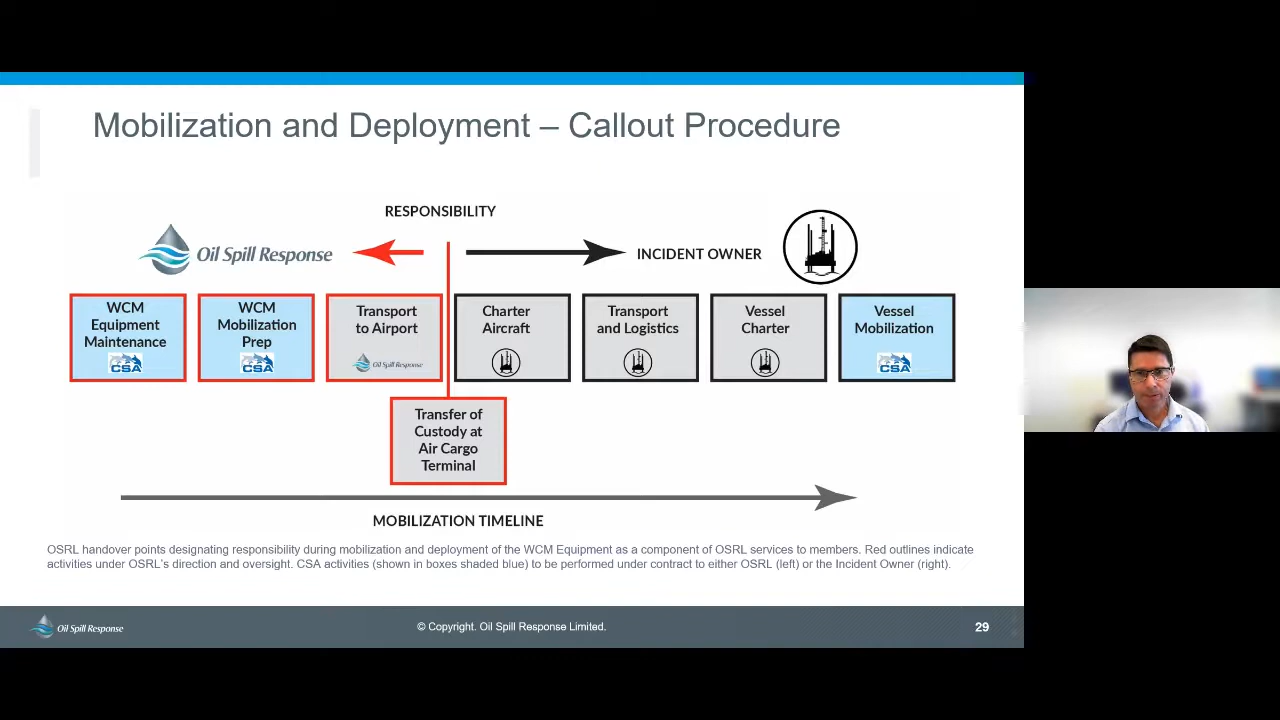 Mobilization and Deployment – Callout Procedure
RESPONSIBILITY
Oil Spill Response
INCIDENT OWNER
WCM
Equipment
Maintenance
CSA
WCM
Mobilization
Prep
CSA
Transport
to Airport
Oil Spill Response
Charter
Aircraft
Transport
and Logistics
Vessel
Charter
Vessel
Mobilization
CSA
Transfer of
Custody at
Air Cargo
Terminal
MOBILIZATION TIMELINE
OSRL handover points designating responsibility during mobilization and deployment of the WCM Equipment as a component of OSRL services to members. Red outlines indicate
activities under OSRL's direction and oversight. CSA activities (shown in boxes shaded blue) to be performed under contract to either OSRL (left) or the Incident Owner (right).
Oil Spill Response
© Copyright. Oil Spill Response Limited.
29